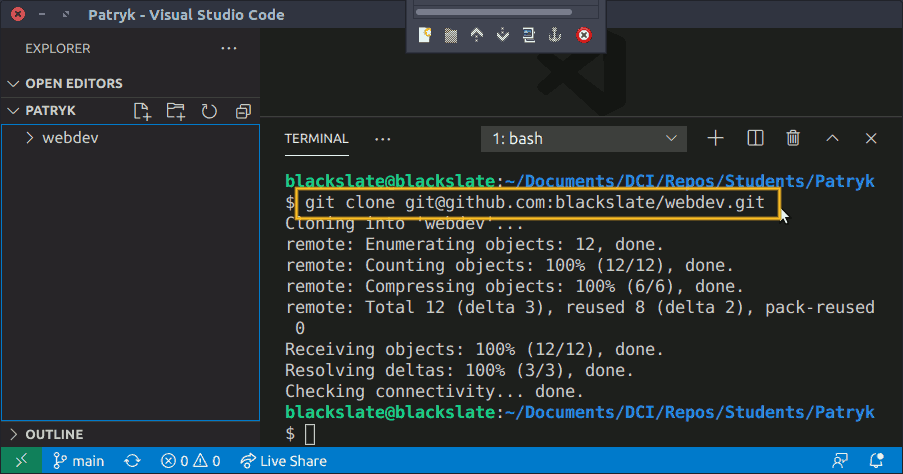 Patryk - Visual Studio Code
EXPLORER ···
OPEN EDITORS
PATRYK
webdev
TERMINAL ··· 1: bash
blackslate@blackslate:~/Documents/DCI/Repos/Students/Patryk
$ git clone git@github.com:blackslate/webdev.git
Cloning into 'webdev'...
remote: Enumerating objects: 12, done.
remote: Counting objects: 100% (12/12), done.
remote: Compressing objects: 100% (6/6), done.
remote: Total 12 (delta 3), reused 8 (delta 2), pack-reused
0
Receiving objects: 100% (12/12), done.
Resolving deltas: 100% (3/3), done.
Checking connectivity... done.
blackslate@blackslate:~/Documents/DCI/Repos/Students/Patryk
$
OUTLINE
main 0 0 Live Share